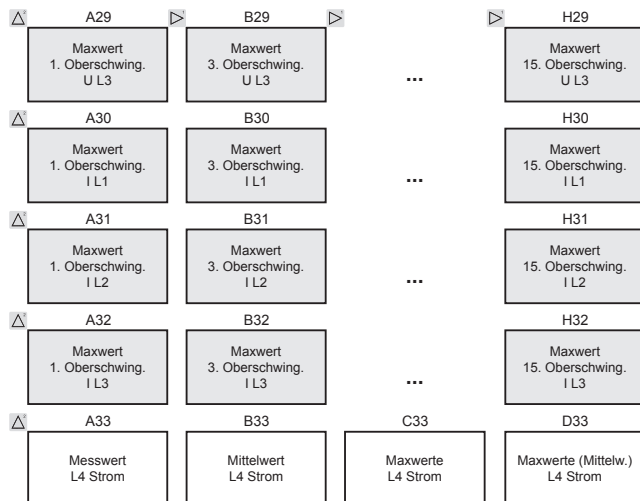 A29 B29 H29
Maxwert Maxwert Maxwert
1. Oberschwing. 3. Oberschwing. ... 15. Oberschwing.
U L3 U L3 U L3
A30 B30 H30
Maxwert Maxwert Maxwert
1. Oberschwing. 3. Oberschwing. ... 15. Oberschwing.
I L1 I L1 I L1
A31 B31 H31
Maxwert Maxwert Maxwert
1. Oberschwing. 3. Oberschwing. ... 15. Oberschwing.
I L2 I L2 I L2
A32 B32 H32
Maxwert Maxwert Maxwert
1. Oberschwing. 3. Oberschwing. ... 15. Oberschwing.
I L3 I L3 I L3
A33 B33 C33 D33
Messwert Mittelwert Maxwerte Maxwerte (Mittelw.)
L4 Strom L4 Strom L4 Strom L4 Strom